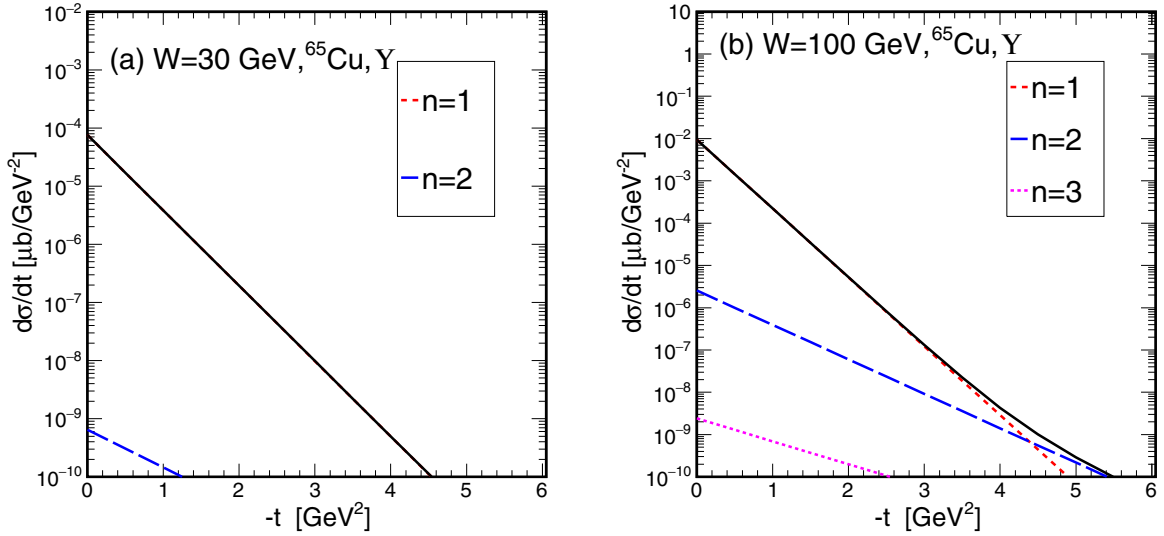 (a) W=30 GeV,⁶⁵Cu, ϒ
n=1
n=2
dσ/dt [μb/GeV⁻²]
10⁻²
10⁻³
10⁻⁴
10⁻⁵
10⁻⁶
10⁻⁷
10⁻⁸
10⁻⁹
10⁻¹⁰
0 1 2 3 4 5 6
-t [GeV²]
(b) W=100 GeV,⁶⁵Cu, ϒ
n=1
n=2
n=3
dσ/dt [μb/GeV⁻²]
10
1
10⁻¹
10⁻²
10⁻³
10⁻⁴
10⁻⁵
10⁻⁶
10⁻⁷
10⁻⁸
10⁻⁹
10⁻¹⁰
0 1 2 3 4 5 6
-t [GeV²]